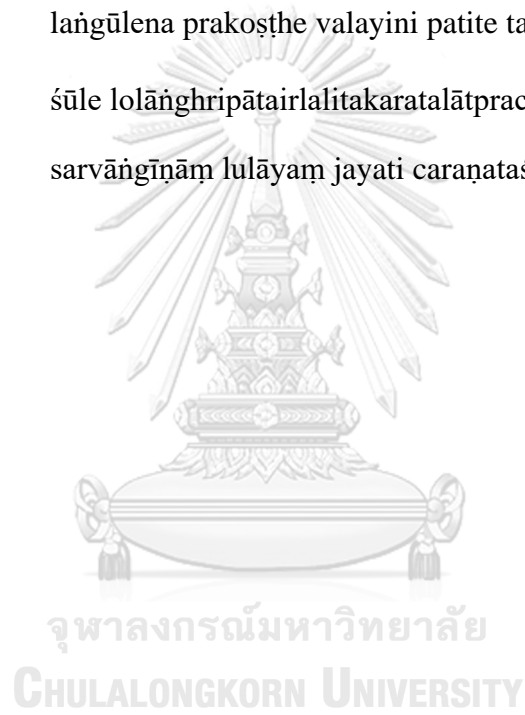 laṅgūlena prakoṣṭhe valayini patite ta
śūle lolāṅghripātairlalitakaratalātprac
sarvāṅgīṇāṃ lulāyaṃ jayati caraṇataś
จุฬาลงกรณ์มหาวิทยาลัย
CHULALONGKORN UNIVERSITY